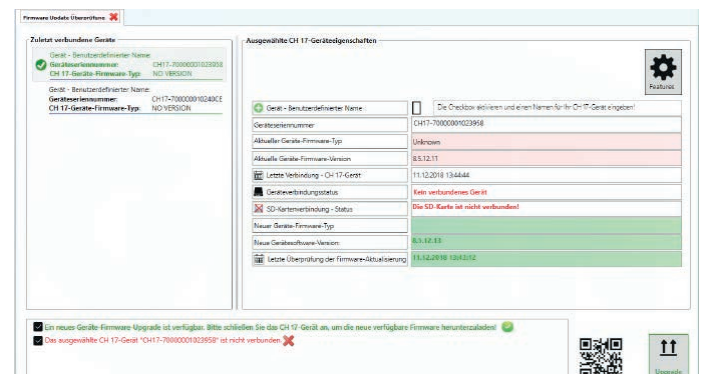 Firmware Update Überprüfung
Zuletzt verbundene Geräte
Gerät - Benutzerdefinierter Name:
Geräteseriennummer: CH17-70000001023958
CH 17-Geräte-Firmware-Typ: NO VERSION
Gerät - Benutzerdefinierter Name:
Geräteseriennummer: CH17-700000010240CE
CH 17-Geräte-Firmware-Typ: NO VERSION
Ausgewählte CH 17-Geräteeigenschaften
Features
Gerät - Benutzerdefinierter Name Die Checkbox aktivieren und einen Namen für Ihr CH 17-Gerät eingeben!
Geräteseriennummer CH17-70000001023958
Aktueller Geräte-Firmware-Typ Unknown
Aktuelle Geräte-Firmware-Version 8.5.12.11
Letzte Verbindung - CH 17-Gerät 11.12.2018 13:44:44
Geräteverbindungsstatus Kein verbundenes Gerät
SD-Kartenverbindung - Status Die SD-Karte ist nicht verbunden!
Neuer Geräte-Firmware-Typ
Neue Gerätesoftware-Version: 8.5.12.13
Letzte Überprüfung der Firmware-Aktualisierung 11.12.2018
Ein neues Geräte-Firmware-Upgrade ist verfügbar. Bitte schließen Sie das CH 17-Gerät an, um die neue verfügbare Firmware herunterzuladen!
Das ausgewählte CH 17-Gerät "CH17-70000001023958" ist nicht verbunden
Upgrade